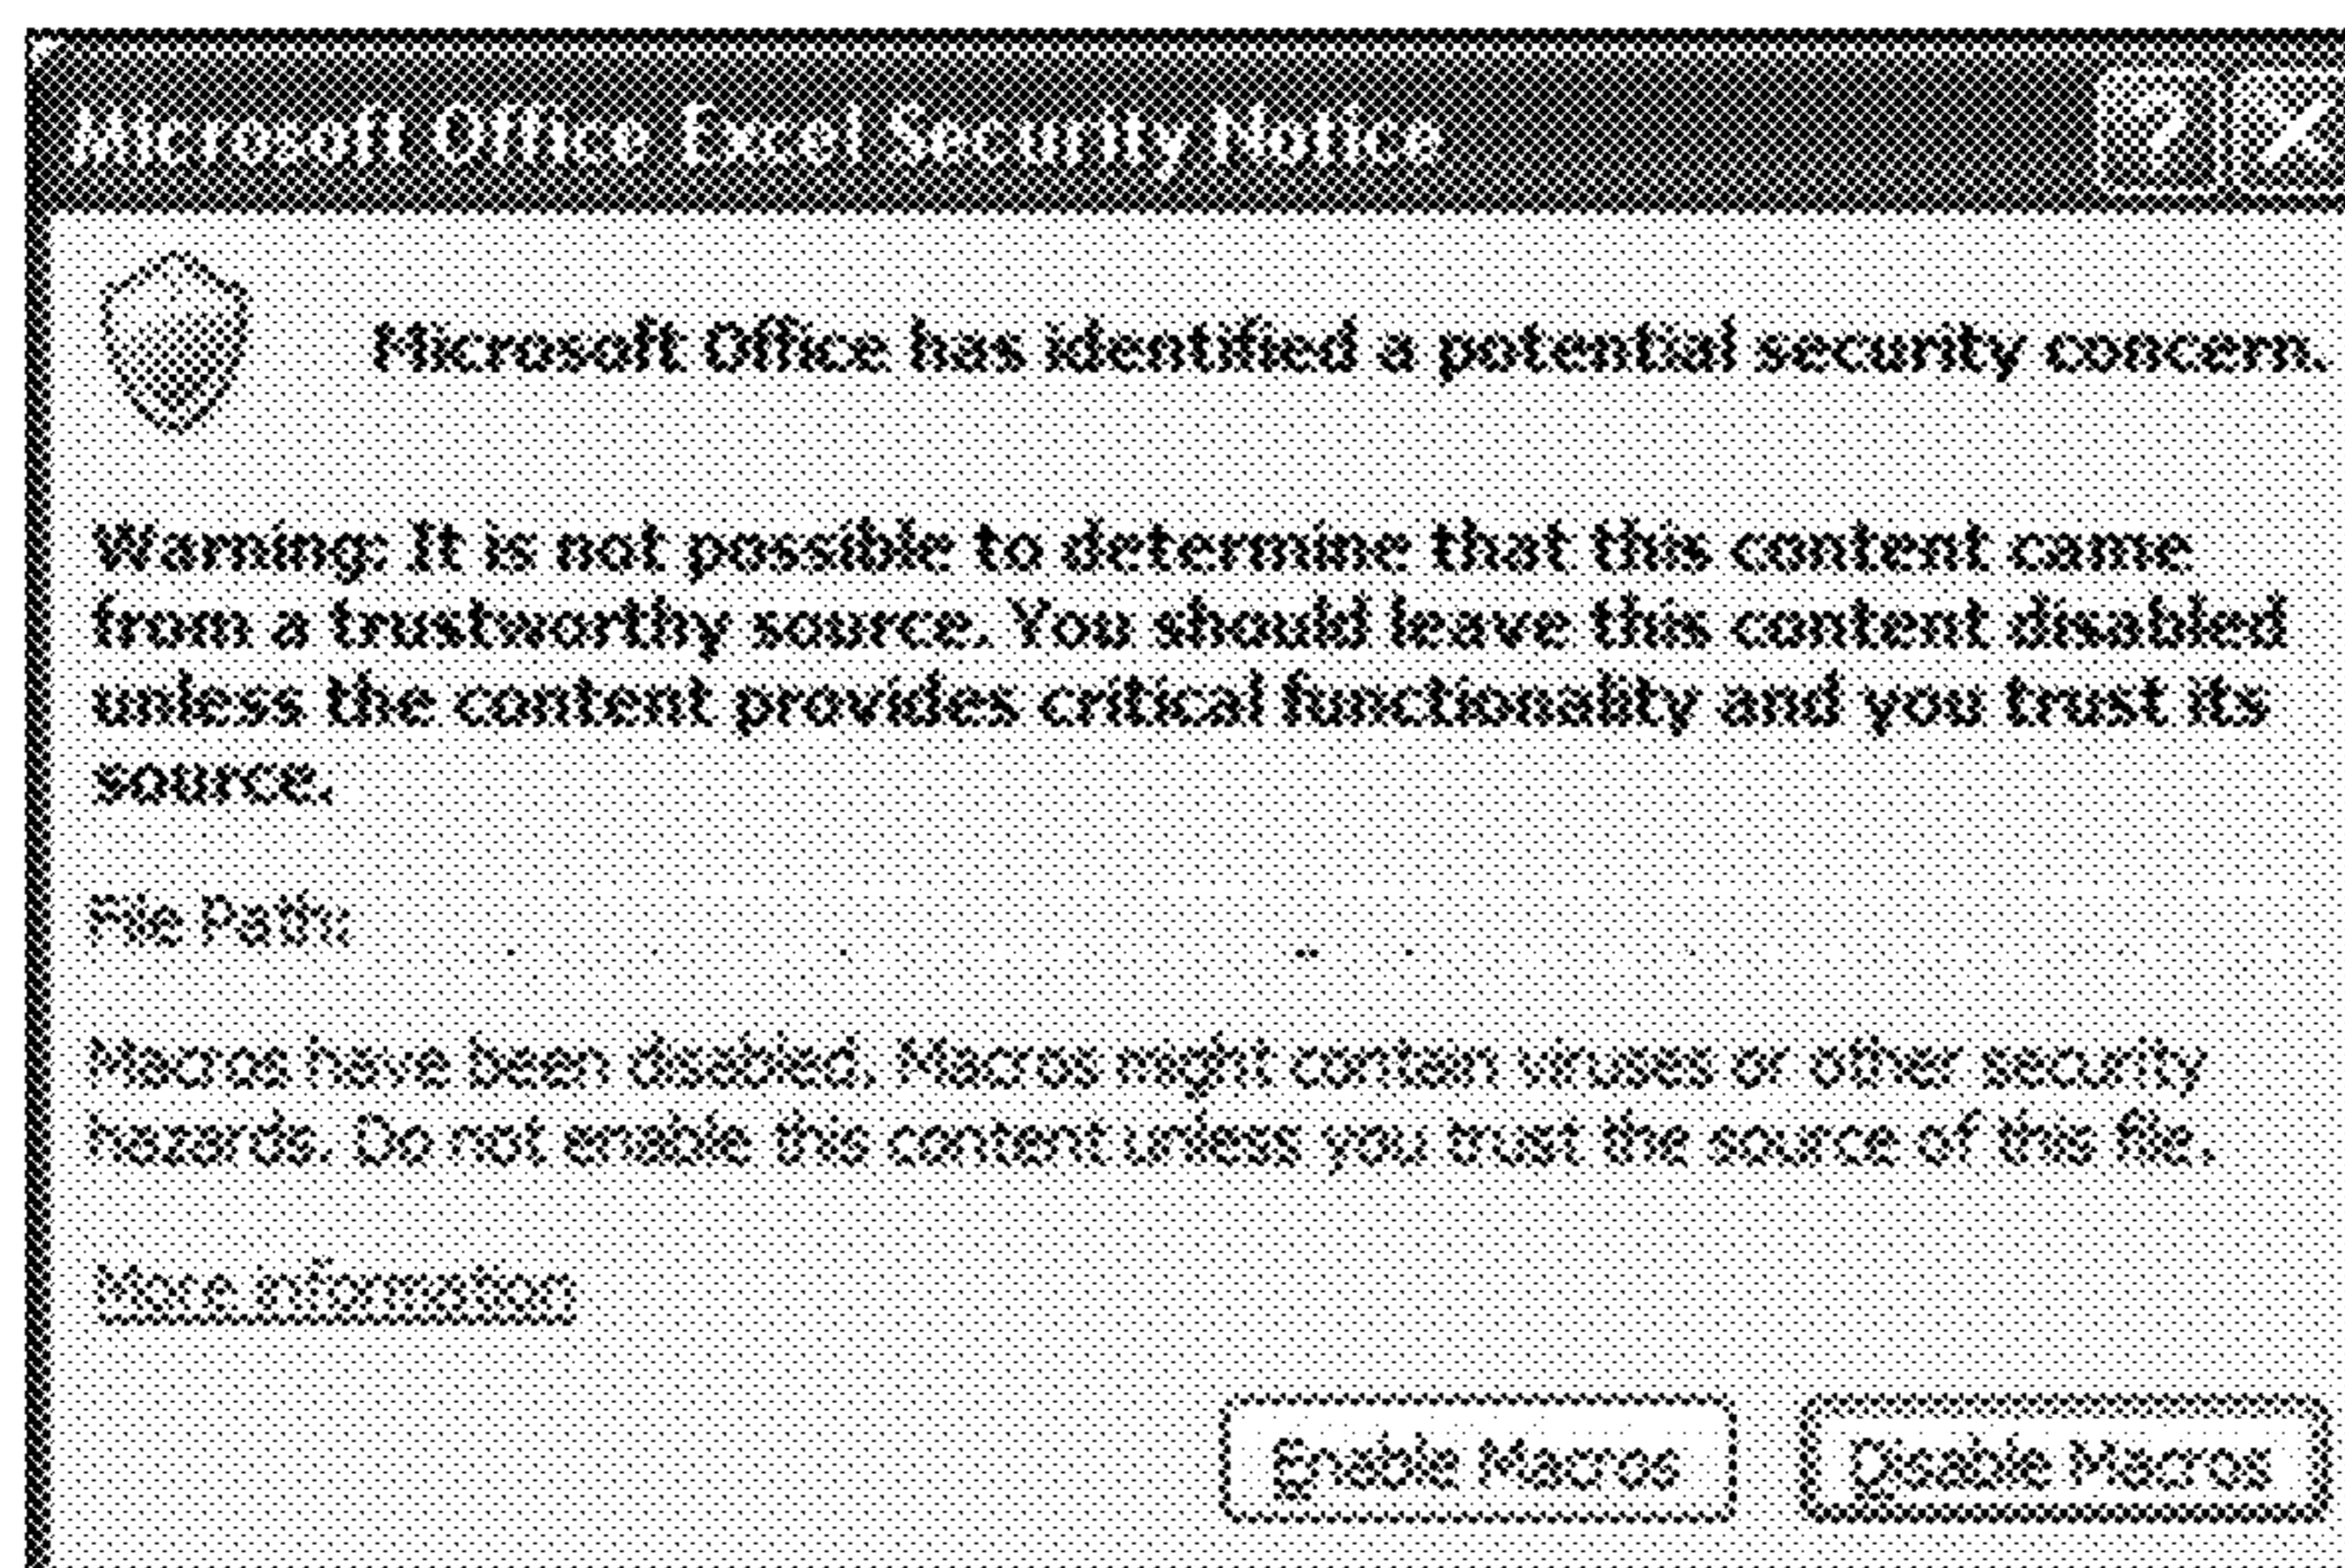 Microsoft Office Excel Security Notice
Microsoft Office has identified a potential security concern.
Warning: It is not possible to determine that this content came
from a trustworthy source. You should leave this content disabled
unless the content provides critical functionality and you trust its
source.
File Path:
Macros have been disabled. Macros might contain viruses or other security
hazards. Do not enable this content unless you trust the source of this file.
More information
Enable Macros Disable Macros